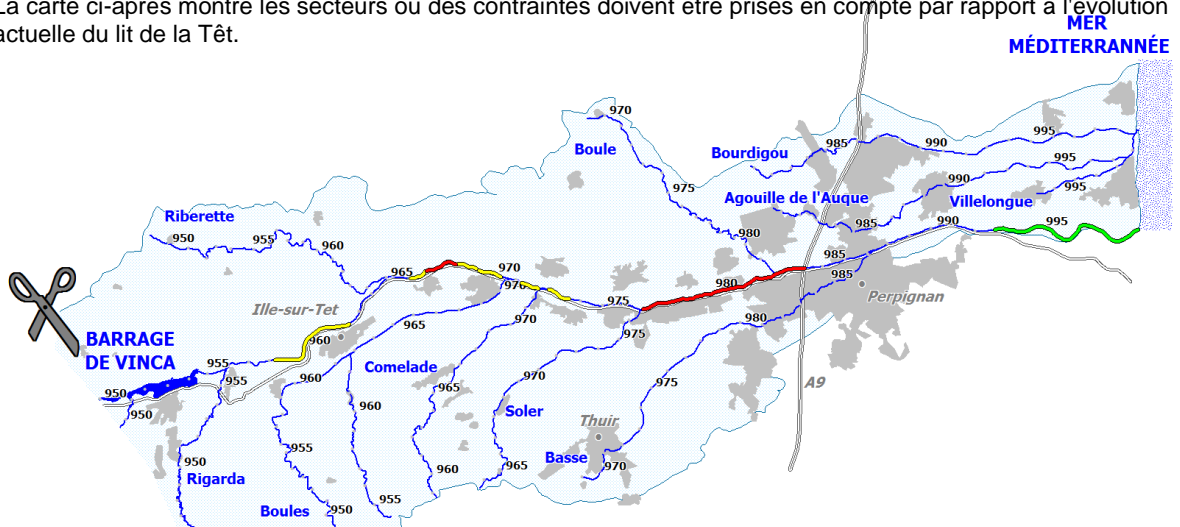 La carte ci-après montre les secteurs où des contraintes doivent être prises en compte par rapport à l'évolution
actuelle du lit de la Têt.
MER
MÉDITERRANNÉE
970
Boule
Bourdigou
985
990
995
975
Agouille de l'Auque
990
995
995
Villelongue
985
990
995
Riberette
950
955
960
980
985
965
970
970
975
980
985
Perpignan
Ille-sur-Tet
960
965
970
975
980
BARRAGE
DE VINCA
955
955
950
950
960
Comelade
965
970
975
A9
960
Soler
Thuir
955
950
Rigarda
960
965
Basse
970
Boules
950
955